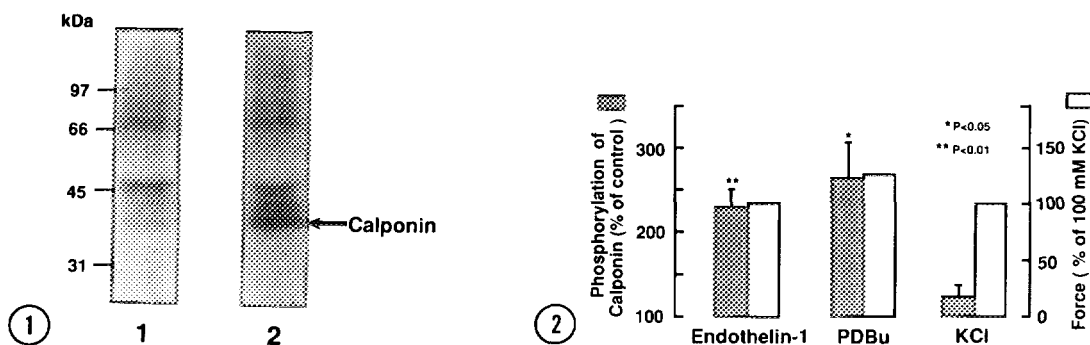 kDa
97
66
45
31
Calponin
1
1
2
Phosphorylation of
Calponin (% of control)
300
200
100
**
*
* P<0.05
** P<0.01
150
100
50
0
Force ( % of 100 mM KCl )
2
Endothelin-1
PDBu
KCl